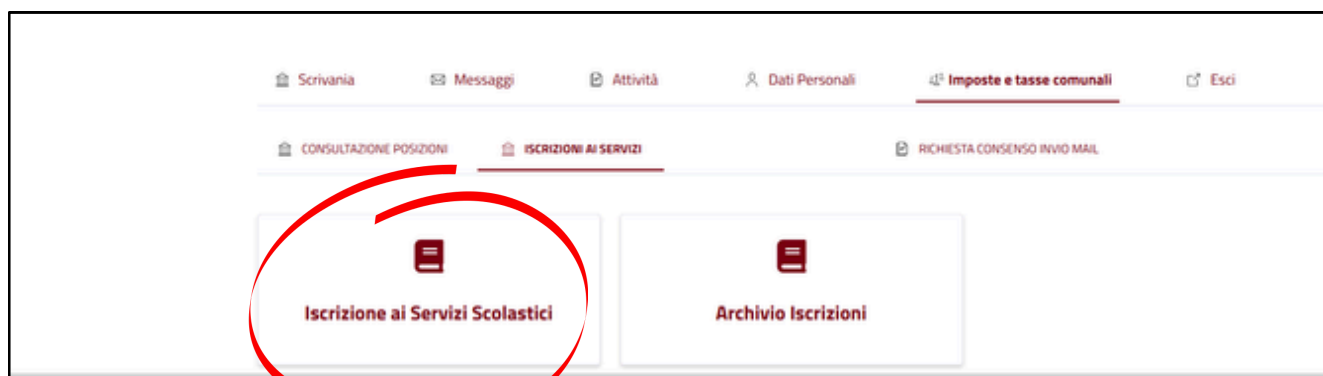 Scrivania Messaggi Attività Dati Personali Imposte e tasse comunali Esci
CONSULTAZIONE POSIZIONI ISCRIZIONI AI SERVIZI RICHIESTA CONSENSO INVIO MAIL
Iscrizione ai Servizi Scolastici Archivio Iscrizioni